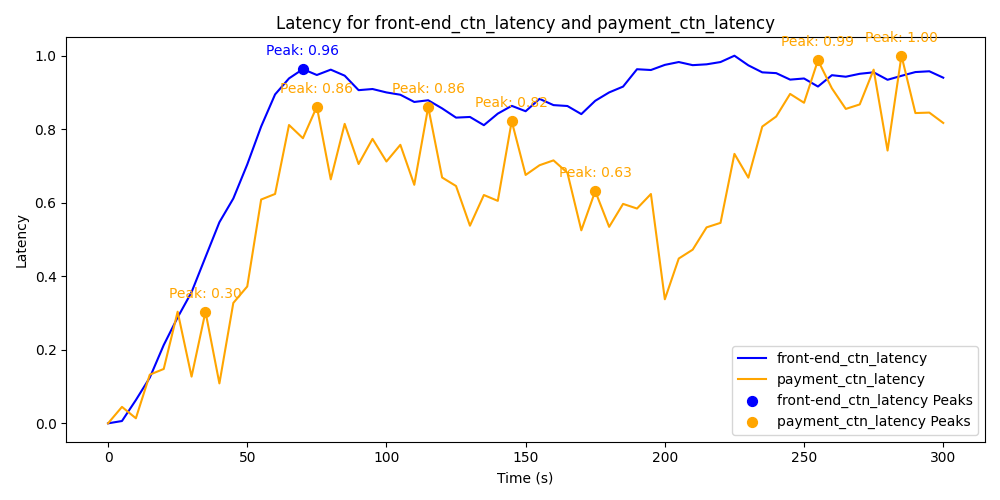 Latency for front-end_ctn_latency and payment_ctn_latency
Peak: 0.96
Peak: 0.30
Peak: 0.86
Peak: 0.86
Peak: 0.82
Peak: 0.63
Peak: 0.99
Peak: 1.00
Latency
1.0
0.8
0.6
0.4
0.2
0.0
0 50 100 150 200 250 300
Time (s)
front-end_ctn_latency
payment_ctn_latency
front-end_ctn_latency Peaks
payment_ctn_latency Peaks